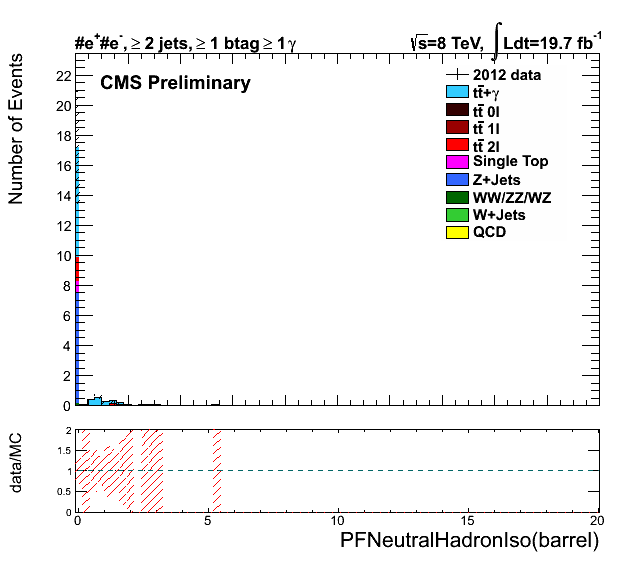 #e+#e-, ≥ 2 jets, ≥ 1 btag ≥ 1γ
√s=8 TeV, ∫ Ldt=19.7 fb-1
CMS Preliminary
2012 data
tt̅+γ
tt̅ 0l
tt̅ 1l
tt̅ 2l
Single Top
Z+Jets
WW/ZZ/WZ
W+Jets
QCD
Number of Events
22
20
18
16
14
12
10
8
6
4
2
0
data/MC
2
1.5
1
0.5
0
0 5 10 15 20
PFNeutralHadronIso(barrel)